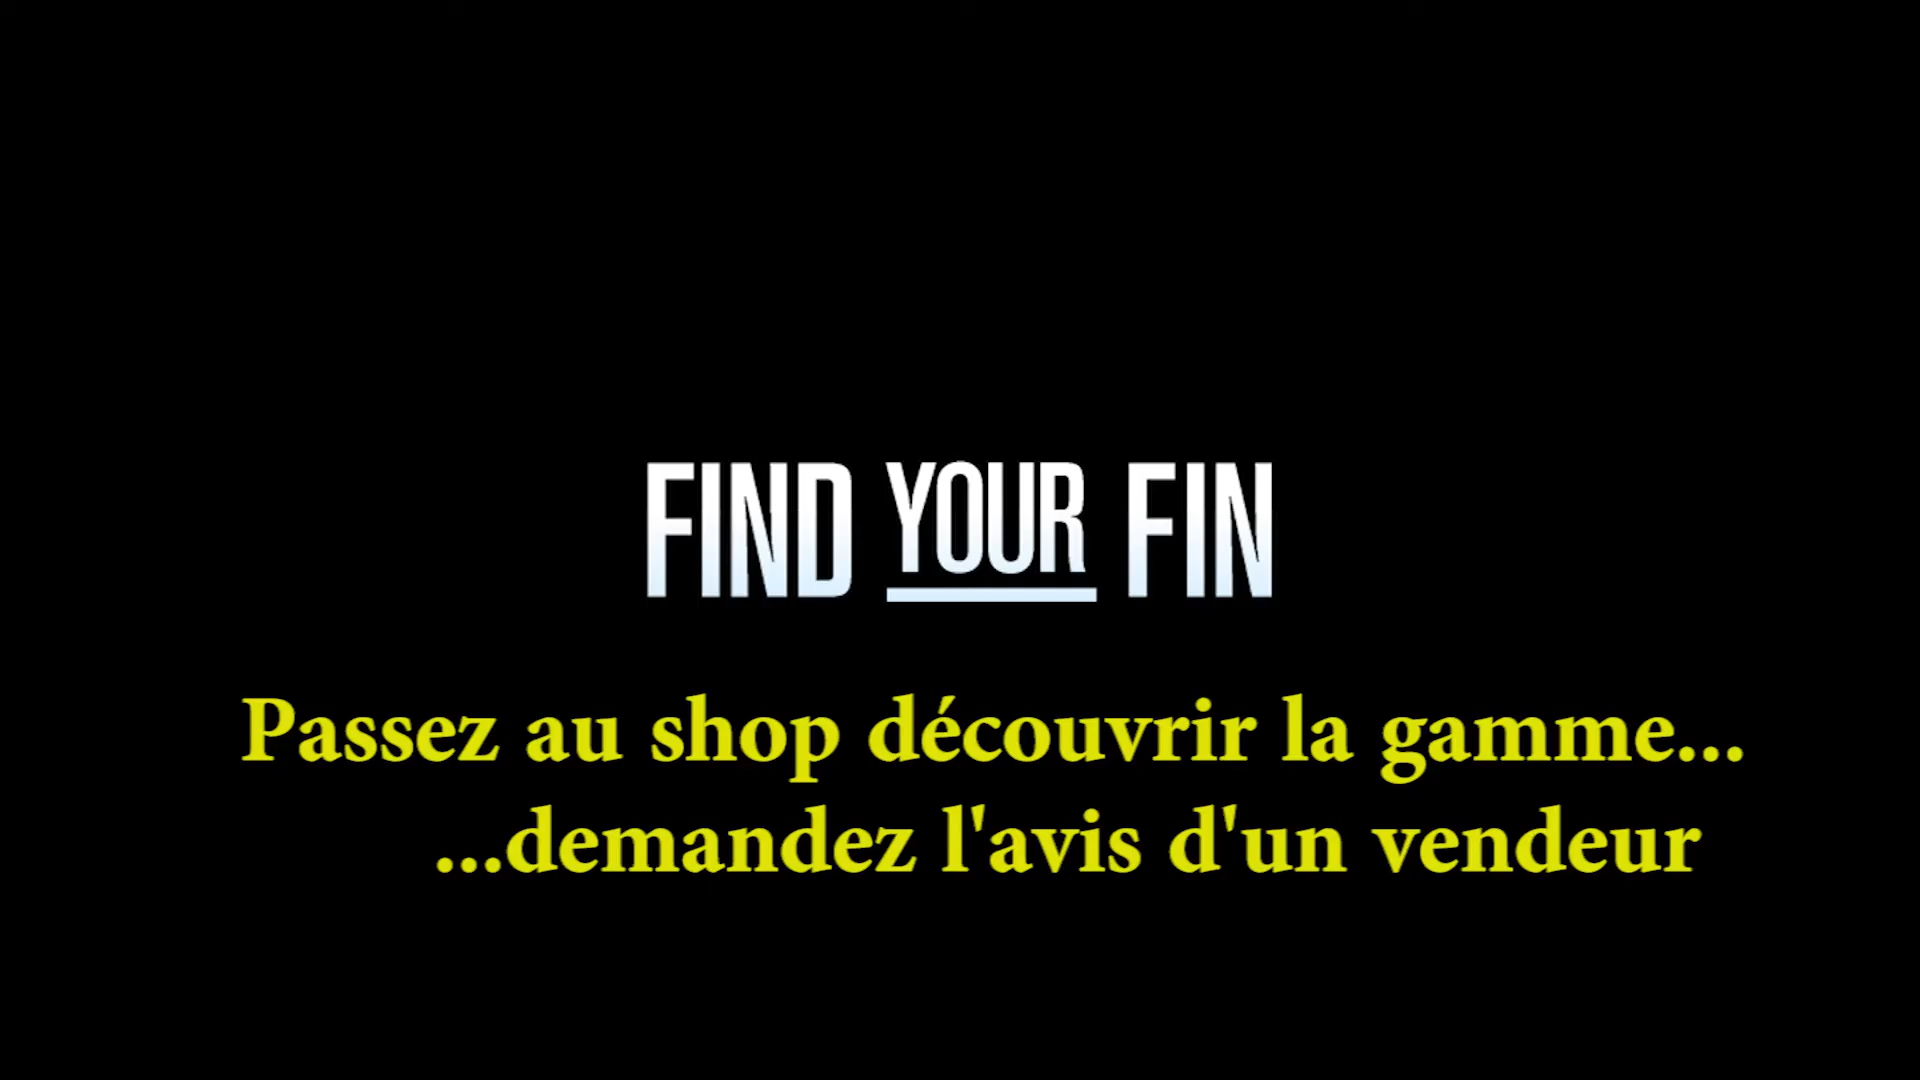 FIND YOUR FIN
Passez au shop découvrir la gamme...
...demandez l'avis d'un vendeur